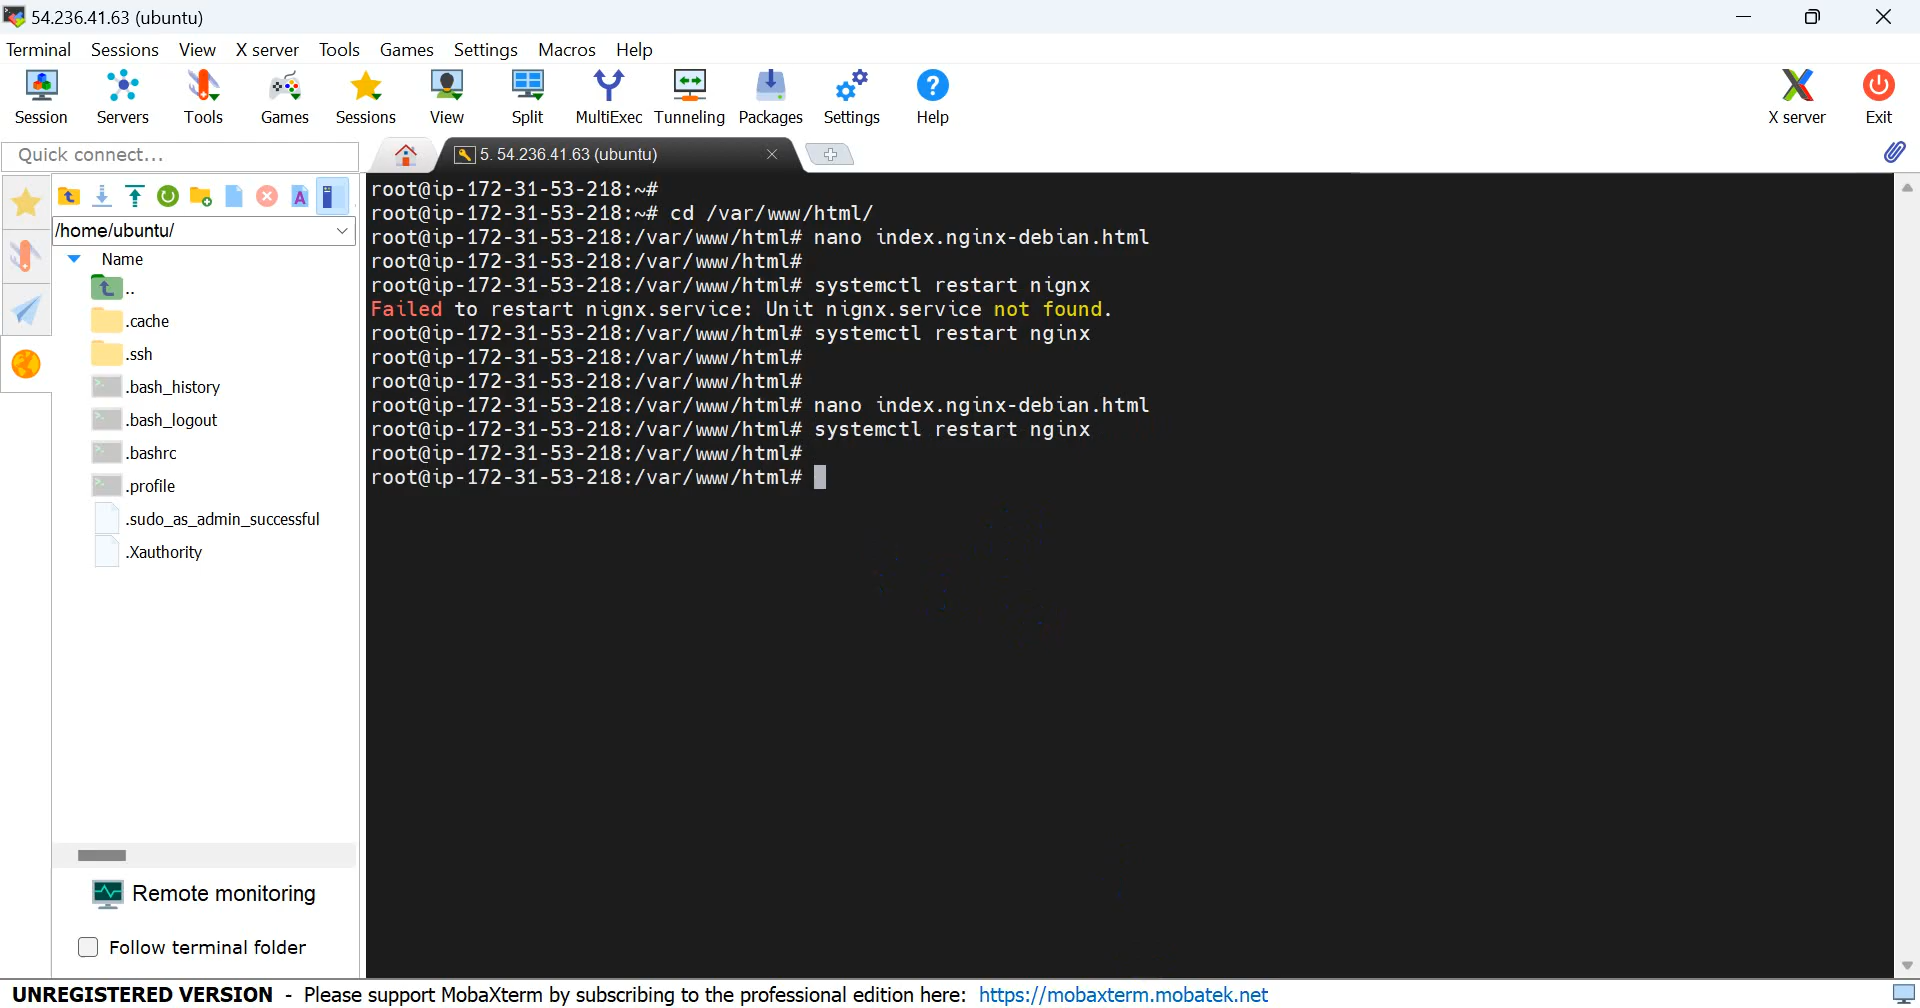 54.236.41.63 (ubuntu)
Terminal Sessions View X server Tools Games Settings Macros Help
Session Servers Tools Games Sessions View Split MultiExec Tunneling Packages Settings Help X server Exit
Quick connect...
5. 54.236.41.63 (ubuntu)
/home/ubuntu/
Name
..
.cache
.ssh
.bash_history
.bash_logout
.bashrc
.profile
.sudo_as_admin_successful
.Xauthority
Remote monitoring
Follow terminal folder
root@ip-172-31-53-218:~#
root@ip-172-31-53-218:~# cd /var/www/html/
root@ip-172-31-53-218:/var/www/html# nano index.nginx-debian.html
root@ip-172-31-53-218:/var/www/html#
root@ip-172-31-53-218:/var/www/html# systemctl restart nignx
Failed to restart nignx.service: Unit nignx.service not found.
root@ip-172-31-53-218:/var/www/html# systemctl restart nginx
root@ip-172-31-53-218:/var/www/html#
root@ip-172-31-53-218:/var/www/html#
root@ip-172-31-53-218:/var/www/html# nano index.nginx-debian.html
root@ip-172-31-53-218:/var/www/html# systemctl restart nginx
root@ip-172-31-53-218:/var/www/html#
root@ip-172-31-53-218:/var/www/html#
UNREGISTERED VERSION - Please support MobaXterm by subscribing to the professional edition here: https://mobaxterm.mobatek.net